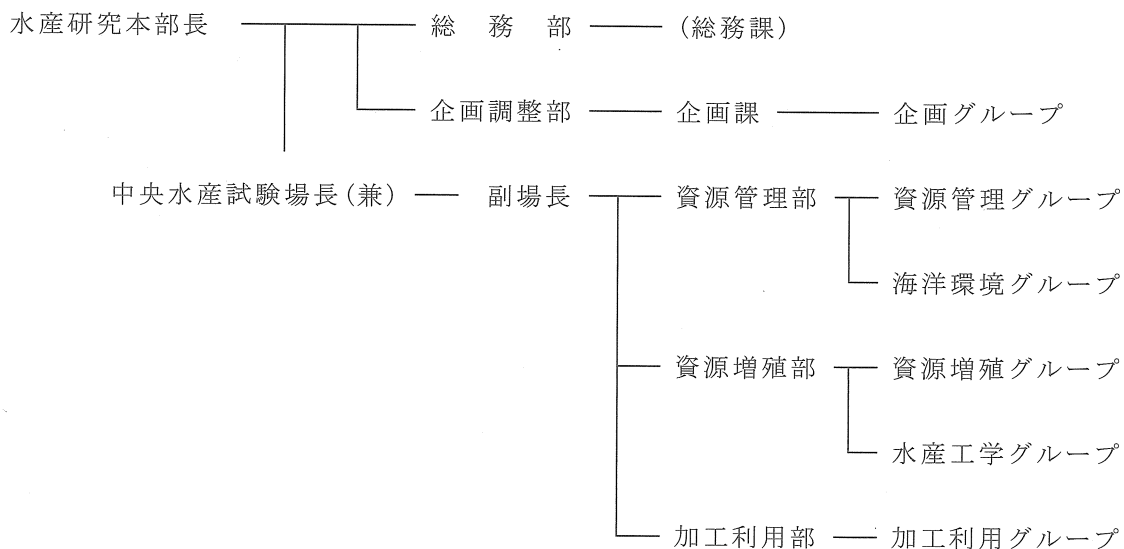 水産研究本部長 総務部 (総務課)
企画調整部 企画課 企画グループ
中央水産試験場長(兼) 副場長 資源管理部 資源管理グループ
海洋環境グループ
資源増殖部 資源増殖グループ
水産工学グループ
加工利用部 加工利用グループ